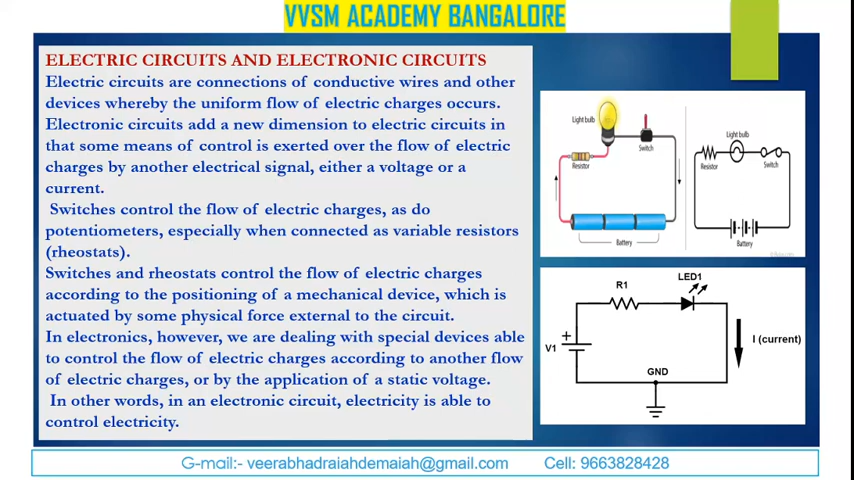 VVSM ACADEMY BANGALORE
ELECTRIC CIRCUITS AND ELECTRONIC CIRCUITS
Electric circuits are connections of conductive wires and other
devices whereby the uniform flow of electric charges occurs.
Electronic circuits add a new dimension to electric circuits in
that some means of control is exerted over the flow of electric
charges by another electrical signal, either a voltage or a
current.
Switches control the flow of electric charges, as do
potentiometers, especially when connected as variable resistors
(rheostats).
Switches and rheostats control the flow of electric charges
according to the positioning of a mechanical device, which is
actuated by some physical force external to the circuit.
In electronics, however, we are dealing with special devices able
to control the flow of electric charges according to another flow
of electric charges, or by the application of a static voltage.
In other words, in an electronic circuit, electricity is able to
control electricity.
Light bulb
Switch
Resistor
Battery
Light bulb
Resistor
Switch
Battery
R1
LED1
V1
I (current)
GND
G-mail:- veerabhadraiahdemaiah@gmail.com Cell: 9663828428